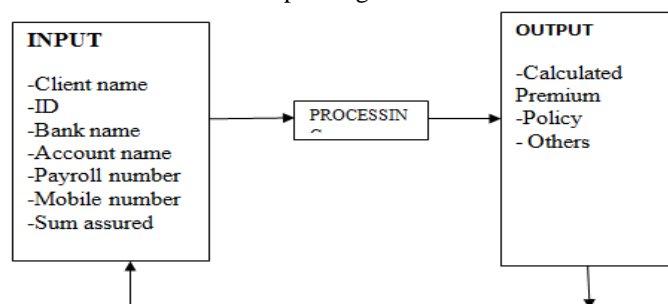 INPUT
-Client name
-ID
-Bank name
-Account name
-Payroll number
-Mobile number
-Sum assured
PROCESSIN
OUTPUT
-Calculated
Premium
-Policy
- Others